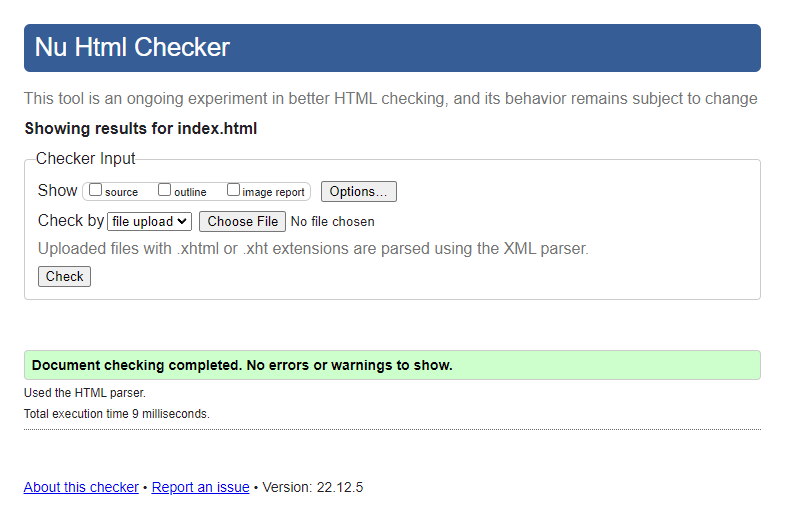 Nu Html Checker
This tool is an ongoing experiment in better HTML checking, and its behavior remains subject to change
Showing results for index.html
Checker Input
Show source outline image report Options...
Check by file upload Choose File No file chosen
Uploaded files with .xhtml or .xht extensions are parsed using the XML parser.
Check
Document checking completed. No errors or warnings to show.
Used the HTML parser.
Total execution time 9 milliseconds.
About this checker • Report an issue • Version: 22.12.5